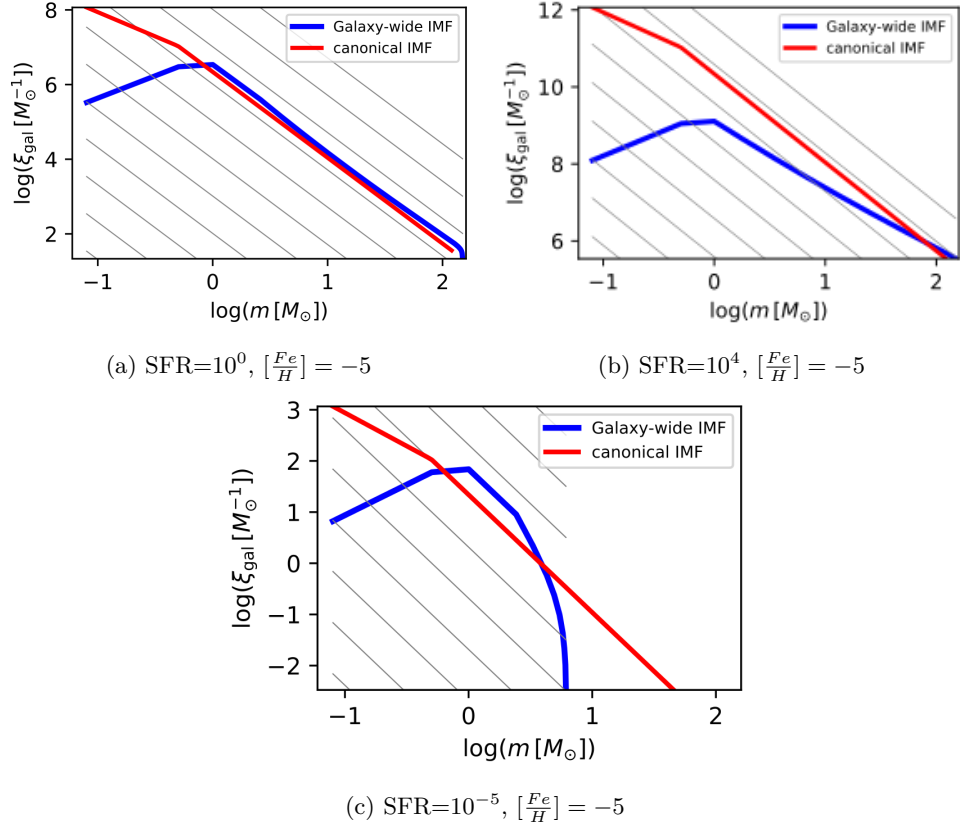 8
6
4
2
log(ξgal [M⊙⁻¹])
Galaxy-wide IMF
canonical IMF
−1 0 1 2
log(m [M⊙])
12
10
8
6
log(ξgal [M⊙⁻¹])
Galaxy-wide IMF
canonical IMF
−1 0 1 2
log(m [M⊙])
(a) SFR=10⁰, [Fe/H] = −5
(b) SFR=10⁴, [Fe/H] = −5
3
2
1
0
−1
−2
log(ξgal [M⊙⁻¹])
Galaxy-wide IMF
canonical IMF
−1 0 1 2
log(m [M⊙])
(c) SFR=10⁻⁵, [Fe/H] = −5